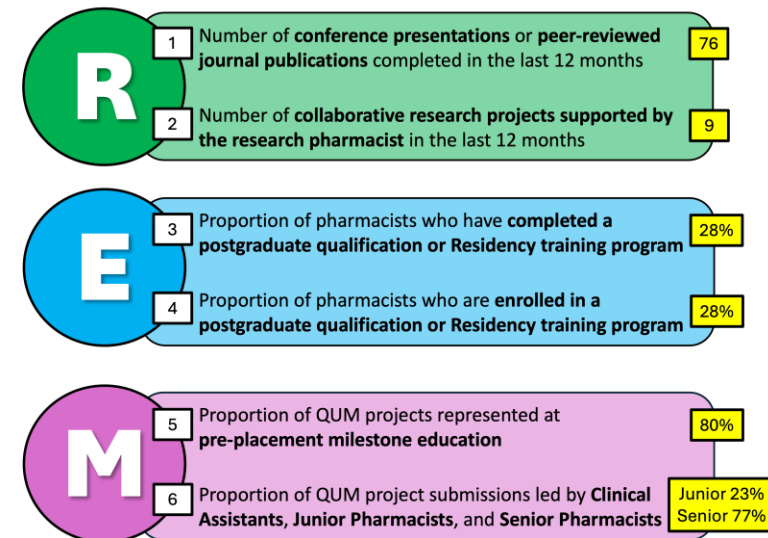 R
1
Number of conference presentations or peer-reviewed
journal publications completed in the last 12 months
76
2
Number of collaborative research projects supported by
the research pharmacist in the last 12 months
9
E
3
Proportion of pharmacists who have completed a
postgraduate qualification or Residency training program
28%
4
Proportion of pharmacists who are enrolled in a
postgraduate qualification or Residency training program
28%
M
5
Proportion of QUM projects represented at
pre-placement milestone education
80%
6
Proportion of QUM project submissions led by Clinical
Assistants, Junior Pharmacists, and Senior Pharmacists
Junior 23%
Senior 77%